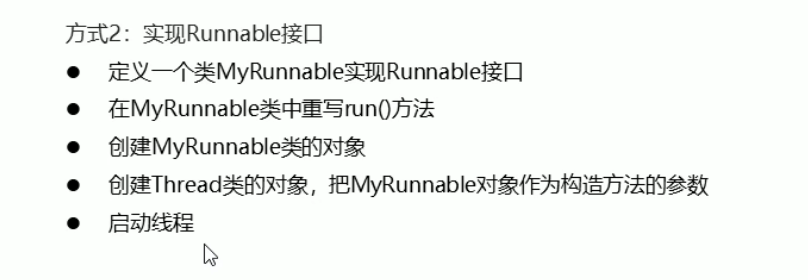 方式2：实现Runnable接口
● 定义一个类MyRunnable实现Runnable接口
● 在MyRunnable类中重写run()方法
● 创建MyRunnable类的对象
● 创建Thread类的对象，把MyRunnable对象作为构造方法的参数
● 启动线程